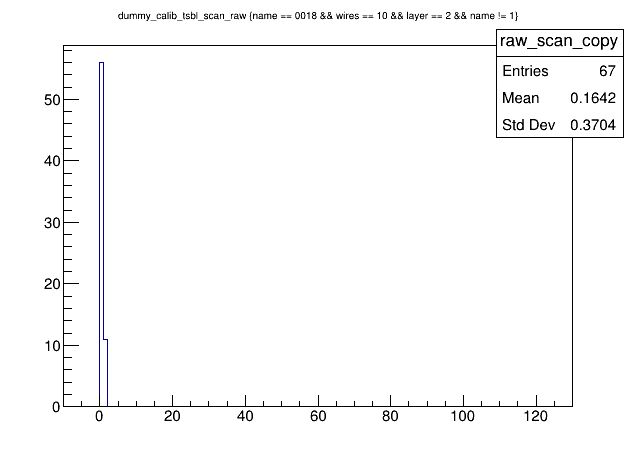 dummy_calib_tsbl_scan_raw {name == 0018 && wires == 10 && layer == 2 && name != 1}
raw_scan_copy
Entries 67
Mean 0.1642
Std Dev 0.3704
50
40
30
20
10
0
0 20 40 60 80 100 120